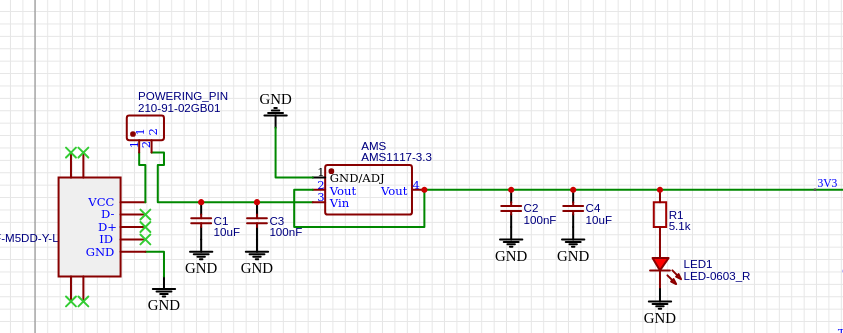 POWERING_PIN
210-91-02GB01
1 2
1 2
GND
AMS
AMS1117-3.3
1 GND/ADJ
2 Vout Vout 4
3 Vin
3V3
VCC
D-
D+
ID
GND
-M5DD-Y-L
GND
C1
10uF
GND
C3
100nF
GND
C2
100nF
GND
C4
10uF
GND
R1
5.1k
LED1
LED-0603_R
GND